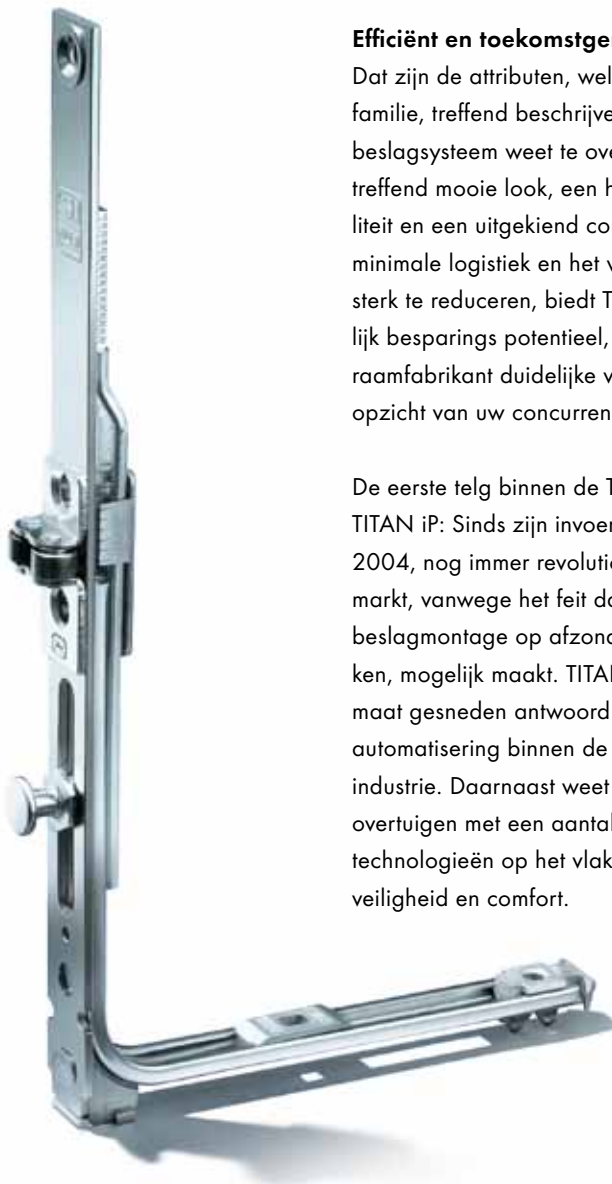 Efficiënt en toekomstge
Dat zijn de attributen, wel
familie, treffend beschrijve
beslagsysteem weet te ove
treffend mooie look, een h
liteit en een uitgekiend co
minimale logistiek en het v
sterk te reduceren, biedt T
lijk besparings potentieel,
raamfabrikant duidelijke v
opzicht van uw concurren
De eerste telg binnen de T
TITAN iP: Sinds zijn invoer
2004, nog immer revolutio
markt, vanwege het feit da
beslagmontage op afzond
ken, mogelijk maakt. TITAN
maat gesneden antwoord
automatisering binnen de
industrie. Daarnaast weet
overtuigen met een aantal
technologieën op het vlak
veiligheid en comfort.